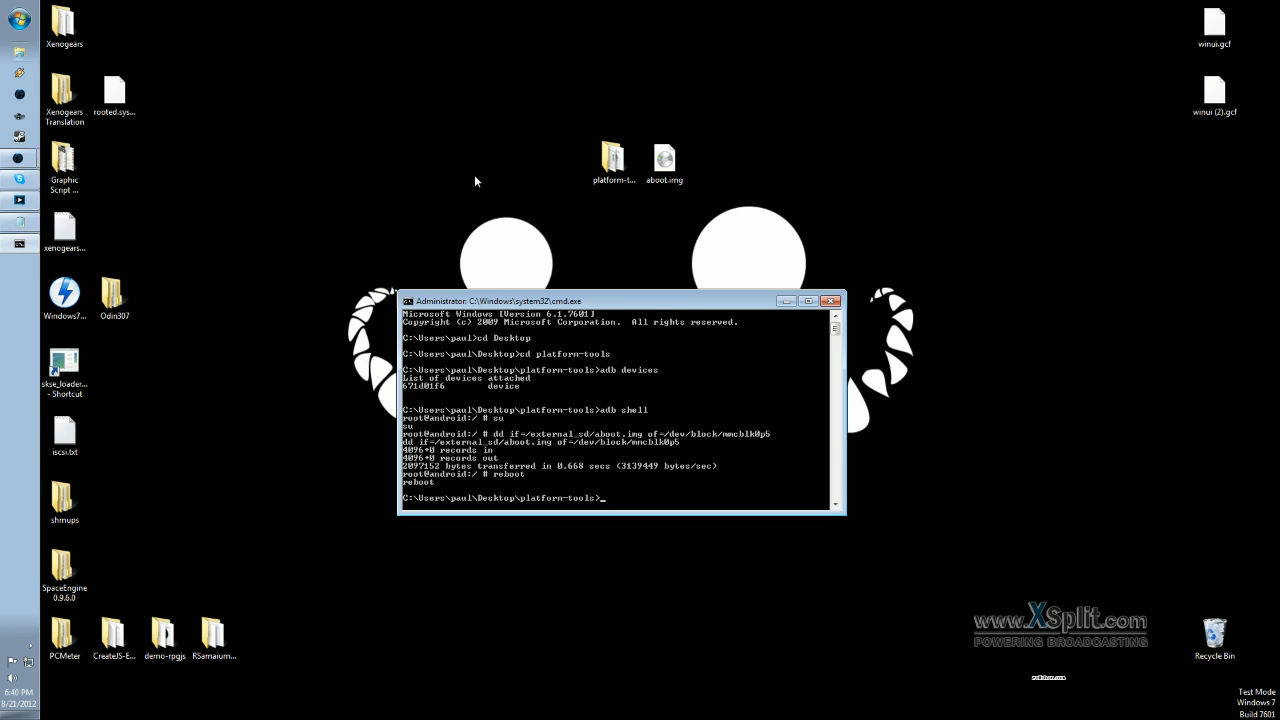 Xenogears
Xenogears
Translation
rooted.sys...
Graphic
Script ...
xenogears...
Windows7...
Odin307
skse_loader...
- Shortcut
iscsi.txt
shmups
SpaceEngine
0.9.6.0
PCMeter
CreateJS-E...
demo-rpgjs
RSamaium...
platform-t...
aboot.img
winui.gcf
winui (2).gcf
Administrator: C:\Windows\system32\cmd.exe
Microsoft Windows [Version 6.1.7601]
Copyright (c) 2009 Microsoft Corporation.  All rights reserved.
C:\Users\paul>cd Desktop
C:\Users\paul\Desktop>cd platform-tools
C:\Users\paul\Desktop\platform-tools>adb devices
List of devices attached
671d01f6        device
C:\Users\paul\Desktop\platform-tools>adb shell
root@android:/ # su
su
root@android:/ # dd if=/external_sd/aboot.img of=/dev/block/mmcblk0p5
dd if=/external_sd/aboot.img of=/dev/block/mmcblk0p5
4096+0 records in
4096+0 records out
2097152 bytes transferred in 0.668 secs (3139449 bytes/sec)
root@android:/ # reboot
reboot
C:\Users\paul\Desktop\platform-tools>_
www.XSplit.com
POWERING BROADCASTING
Recycle Bin
6:40 PM
8/21/2012
Test Mode
Windows 7
Build 7601